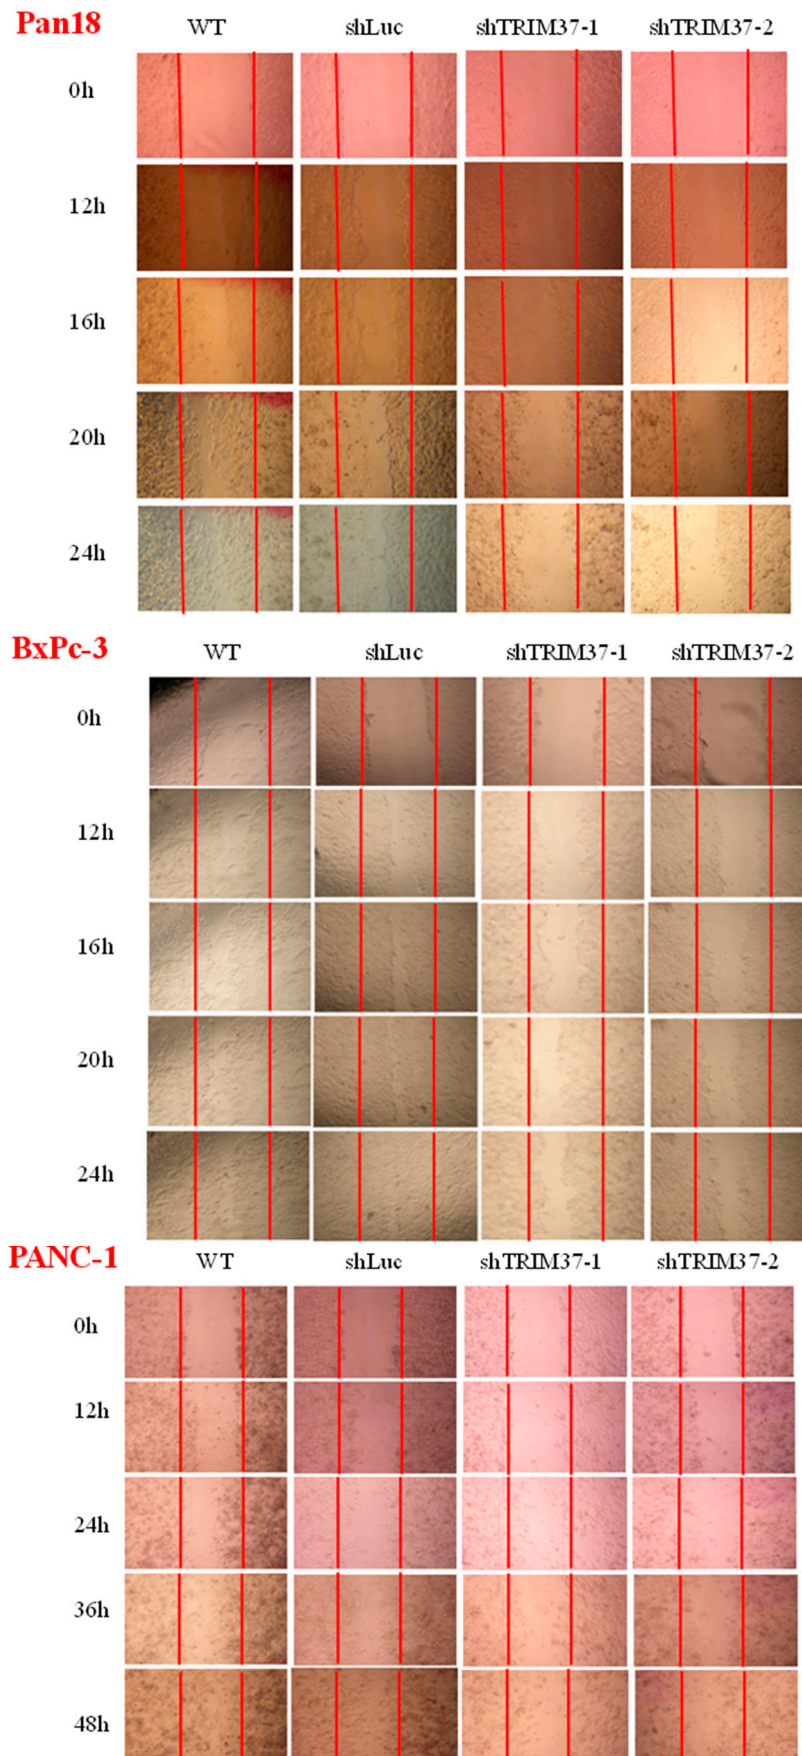 Pan18
WT shLuc shTRIM37-1 shTRIM37-2
0h
12h
16h
20h
24h
BxPc-3
WT shLuc shTRIM37-1 shTRIM37-2
0h
12h
16h
20h
24h
PANC-1
WT shLuc shTRIM37-1 shTRIM37-2
0h
12h
24h
36h
48h